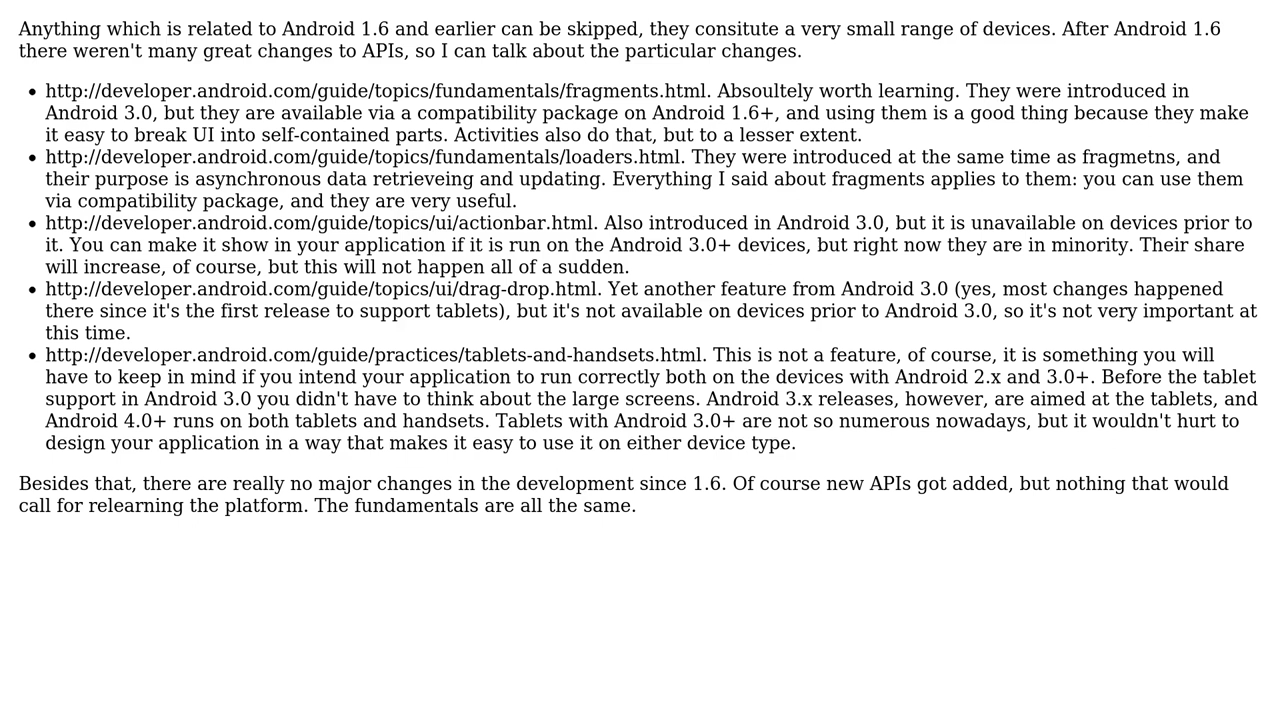 Anything which is related to Android 1.6 and earlier can be skipped, they consitute a very small range of devices. After Android 1.6
there weren't many great changes to APIs, so I can talk about the particular changes.
• http://developer.android.com/guide/topics/fundamentals/fragments.html. Absoultely worth learning. They were introduced in
Android 3.0, but they are available via a compatibility package on Android 1.6+, and using them is a good thing because they make
it easy to break UI into self-contained parts. Activities also do that, but to a lesser extent.
• http://developer.android.com/guide/topics/fundamentals/loaders.html. They were introduced at the same time as fragmetns, and
their purpose is asynchronous data retrieveing and updating. Everything I said about fragments applies to them: you can use them
via compatibility package, and they are very useful.
• http://developer.android.com/guide/topics/ui/actionbar.html. Also introduced in Android 3.0, but it is unavailable on devices prior to
it. You can make it show in your application if it is run on the Android 3.0+ devices, but right now they are in minority. Their share
will increase, of course, but this will not happen all of a sudden.
• http://developer.android.com/guide/topics/ui/drag-drop.html. Yet another feature from Android 3.0 (yes, most changes happened
there since it's the first release to support tablets), but it's not available on devices prior to Android 3.0, so it's not very important at
this time.
• http://developer.android.com/guide/practices/tablets-and-handsets.html. This is not a feature, of course, it is something you will
have to keep in mind if you intend your application to run correctly both on the devices with Android 2.x and 3.0+. Before the tablet
support in Android 3.0 you didn't have to think about the large screens. Android 3.x releases, however, are aimed at the tablets, and
Android 4.0+ runs on both tablets and handsets. Tablets with Android 3.0+ are not so numerous nowadays, but it wouldn't hurt to
design your application in a way that makes it easy to use it on either device type.
Besides that, there are really no major changes in the development since 1.6. Of course new APIs got added, but nothing that would
call for relearning the platform. The fundamentals are all the same.